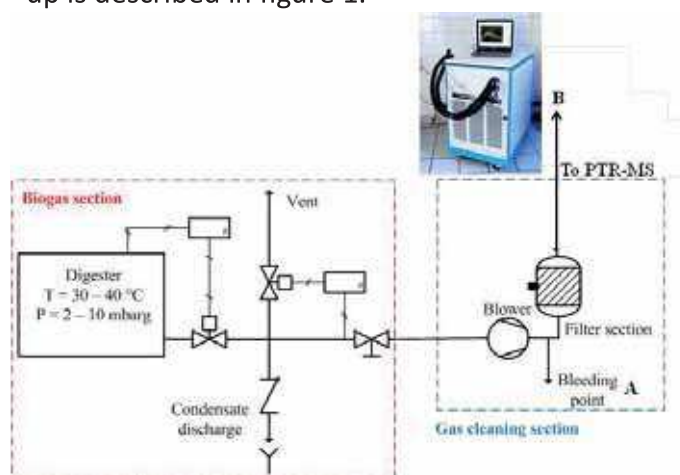 up is described in figure 1.
B
To PTR-MS
Biogas section
Vent
Digester
T = 30 – 40 °C
P = 2 – 10 mbarg
Blower
Filter section
Condensate
discharge
Bleeding
point
A
Gas cleaning section